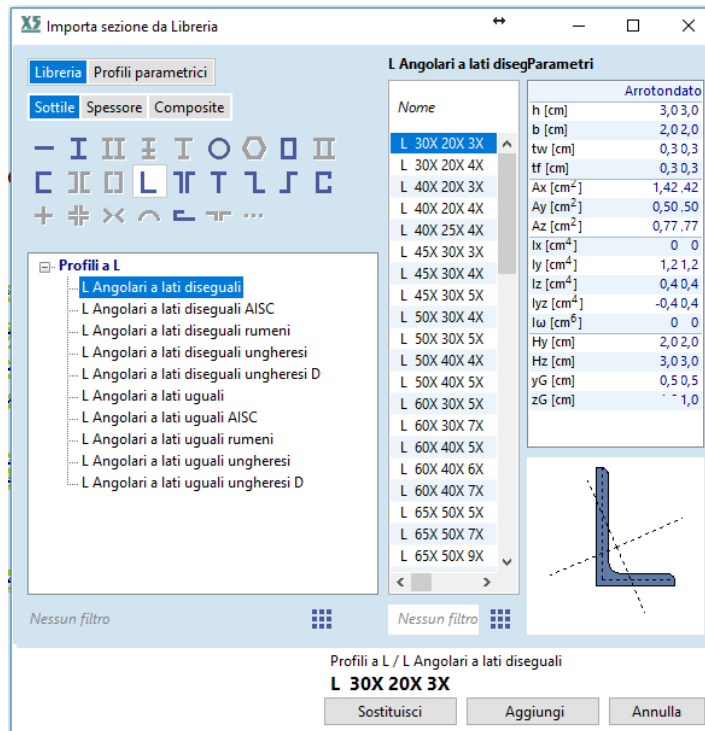 X5 Importa sezione da Libreria
L Angolari a lati disegParametri
Libreria Profili parametrici
Sottile Spessore Composite
Profili a L
L Angolari a lati diseguali
L Angolari a lati diseguali AISC
L Angolari a lati diseguali rumeni
L Angolari a lati diseguali ungheresi
L Angolari a lati diseguali ungheresi D
L Angolari a lati uguali
L Angolari a lati uguali AISC
L Angolari a lati uguali rumeni
L Angolari a lati uguali ungheresi
L Angolari a lati uguali ungheresi D
Nessun filtro
Nome
L 30X 20X 3X
L 30X 20X 4X
L 40X 20X 3X
L 40X 20X 4X
L 40X 25X 4X
L 45X 30X 3X
L 45X 30X 4X
L 45X 30X 5X
L 50X 30X 4X
L 50X 30X 5X
L 50X 40X 4X
L 50X 40X 5X
L 60X 30X 5X
L 60X 30X 7X
L 60X 40X 5X
L 60X 40X 6X
L 60X 40X 7X
L 65X 50X 5X
L 65X 50X 7X
L 65X 50X 9X
Nessun filtro
Arrotondato
h [cm] 3,0 3,0
b [cm] 2,0 2,0
tw [cm] 0,3 0,3
tf [cm] 0,3 0,3
Ax [cm²] 1,42 .42
Ay [cm²] 0,50 .50
Az [cm²] 0,77 .77
Ix [cm⁴] 0 0
Iy [cm⁴] 1,2 1,2
Iz [cm⁴] 0,4 0,4
Iyz [cm⁴] -0,4 0,4
Iω [cm⁶] 0 0
Hy [cm] 2,0 2,0
Hz [cm] 3,0 3,0
yG [cm] 0,5 0,5
zG [cm] 1,0
Profili a L / L Angolari a lati diseguali
L 30X 20X 3X
Sostituisci Aggiungi Annulla